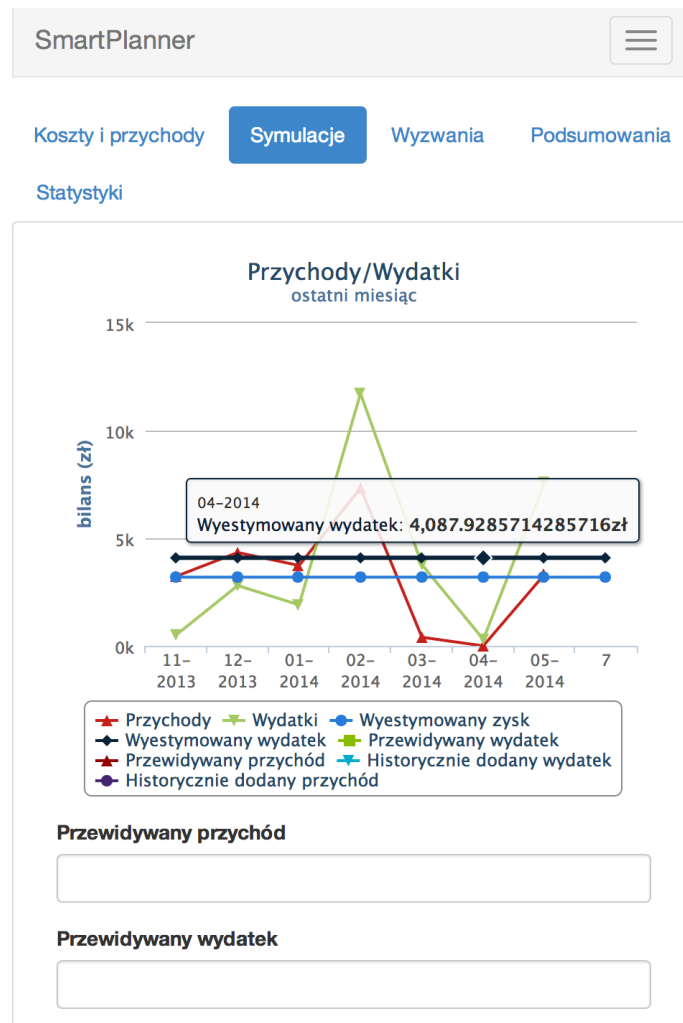 SmartPlanner
Koszty i przychody Symulacje Wyzwania Podsumowania
Statystyki
Przychody/Wydatki
ostatni miesiąc
15k
10k
5k
0k
bilans (zł)
04-2014
Wyestymowany wydatek: 4,087.9285714285716zł
11- 12- 01- 02- 03- 04- 05- 7
2013 2013 2014 2014 2014 2014 2014
Przychody Wydatki Wyestymowany zysk
Wyestymowany wydatek Przewidywany wydatek
Przewidywany przychód Historycznie dodany wydatek
Historycznie dodany przychód
Przewidywany przychód
Przewidywany wydatek